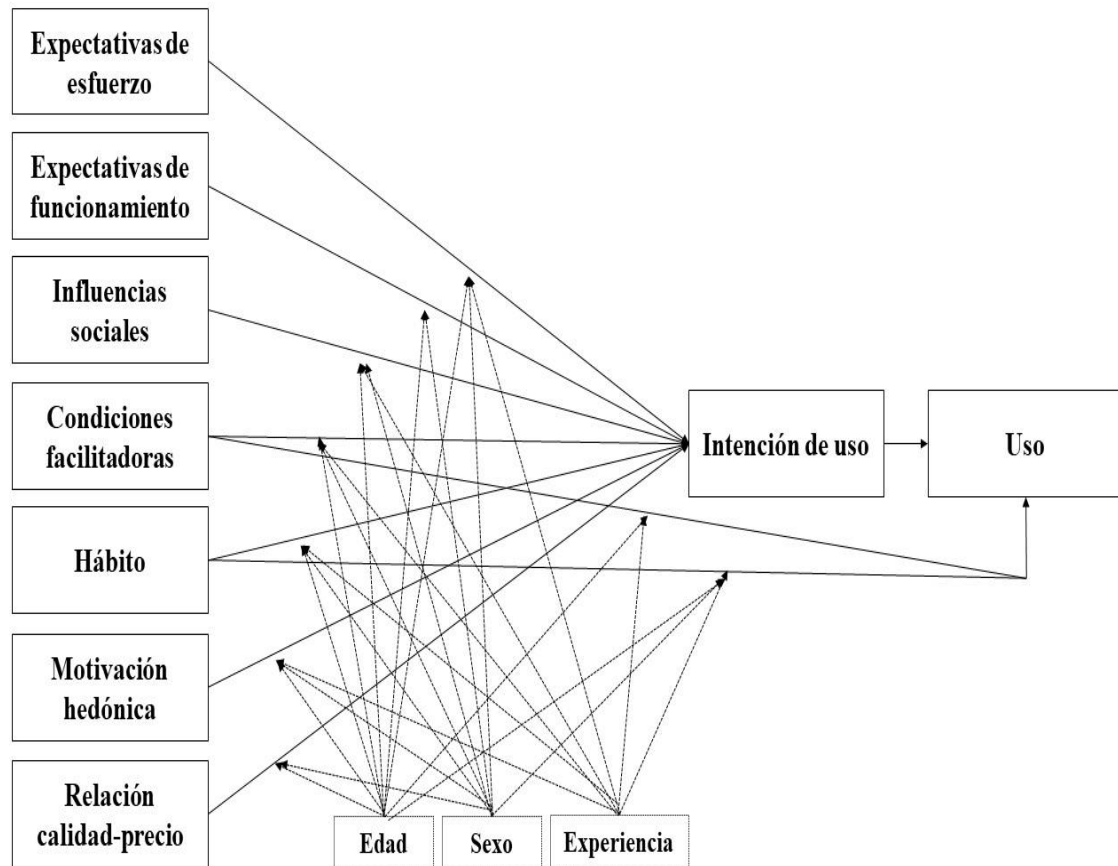 Expectativas de
esfuerzo
Expectativas de
funcionamiento
Influencias
sociales
Condiciones
facilitadoras
Intención de uso
Uso
Hábito
Motivación
hedónica
Relación
calidad-precio
Edad
Sexo
Experiencia